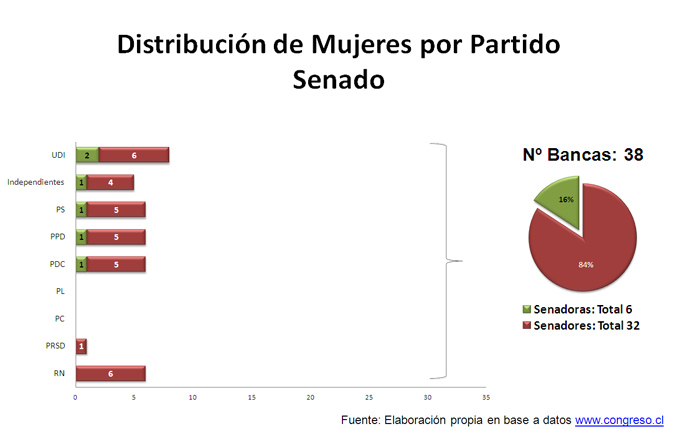 Distribución de Mujeres por Partido
Senado
UDI 2 6
Independientes 1 4
PS 1 5
PPD 1 5
PDC 1 5
PL
PC
PRSD 1
RN 6
0 5 10 15 20 25 30 35
Nº Bancas: 38
16%
84%
Senadoras: Total 6
Senadores: Total 32
Fuente: Elaboración propia en base a datos www.congreso.cl